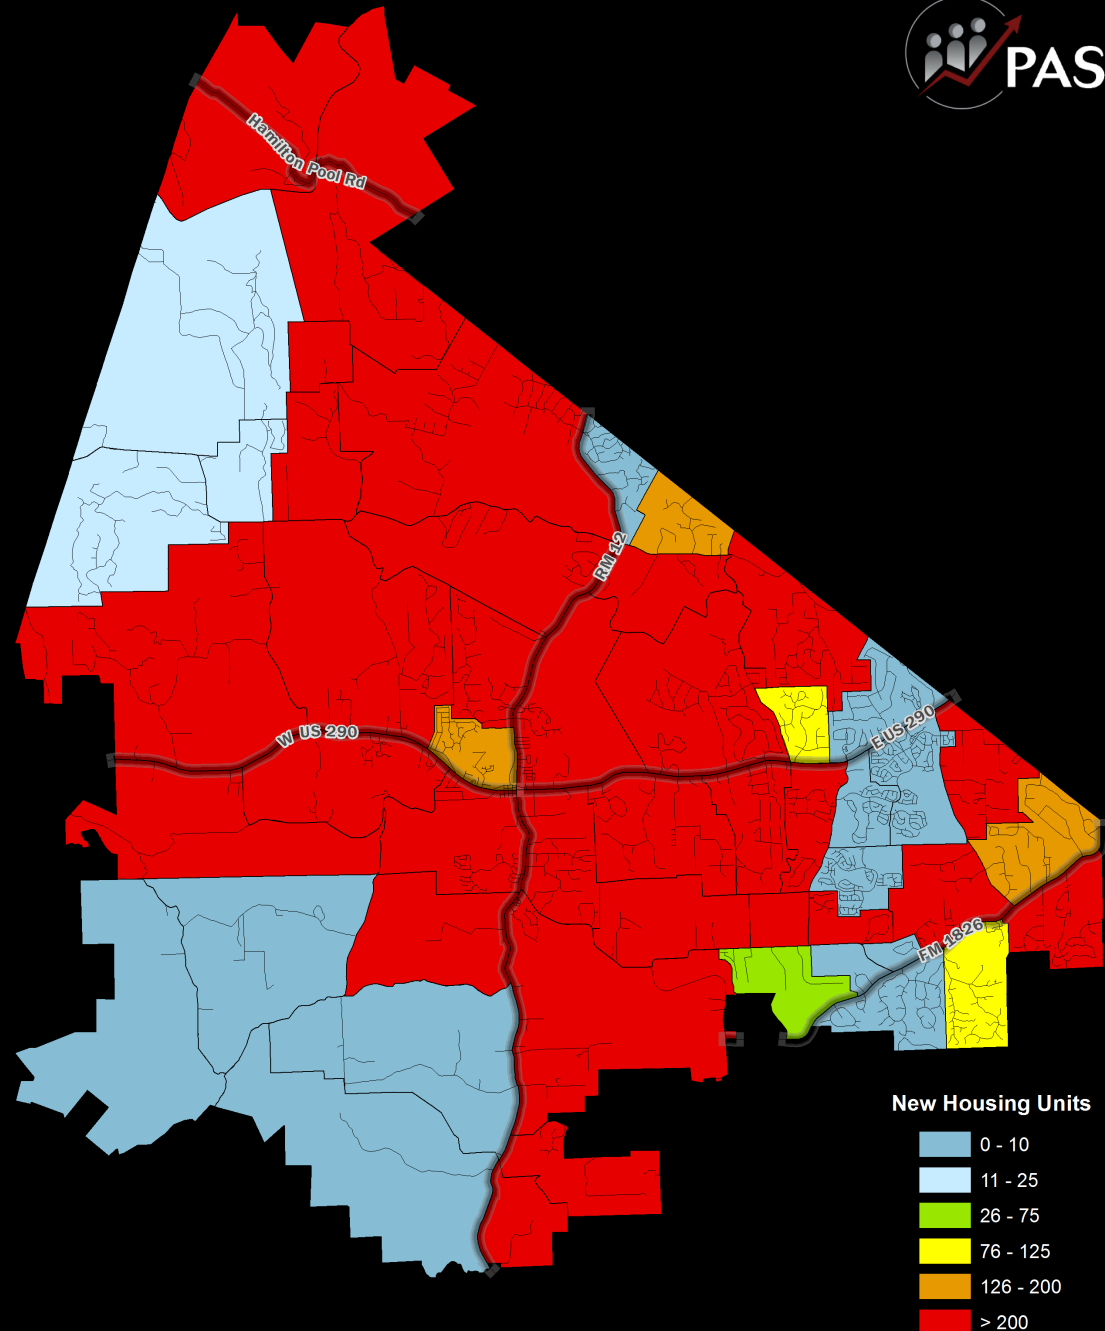 PAS
Hamilton Pool Rd
RM 12
W US 290
E US 290
FM 1826
New Housing Units
0 - 10
11 - 25
26 - 75
76 - 125
126 - 200
> 200